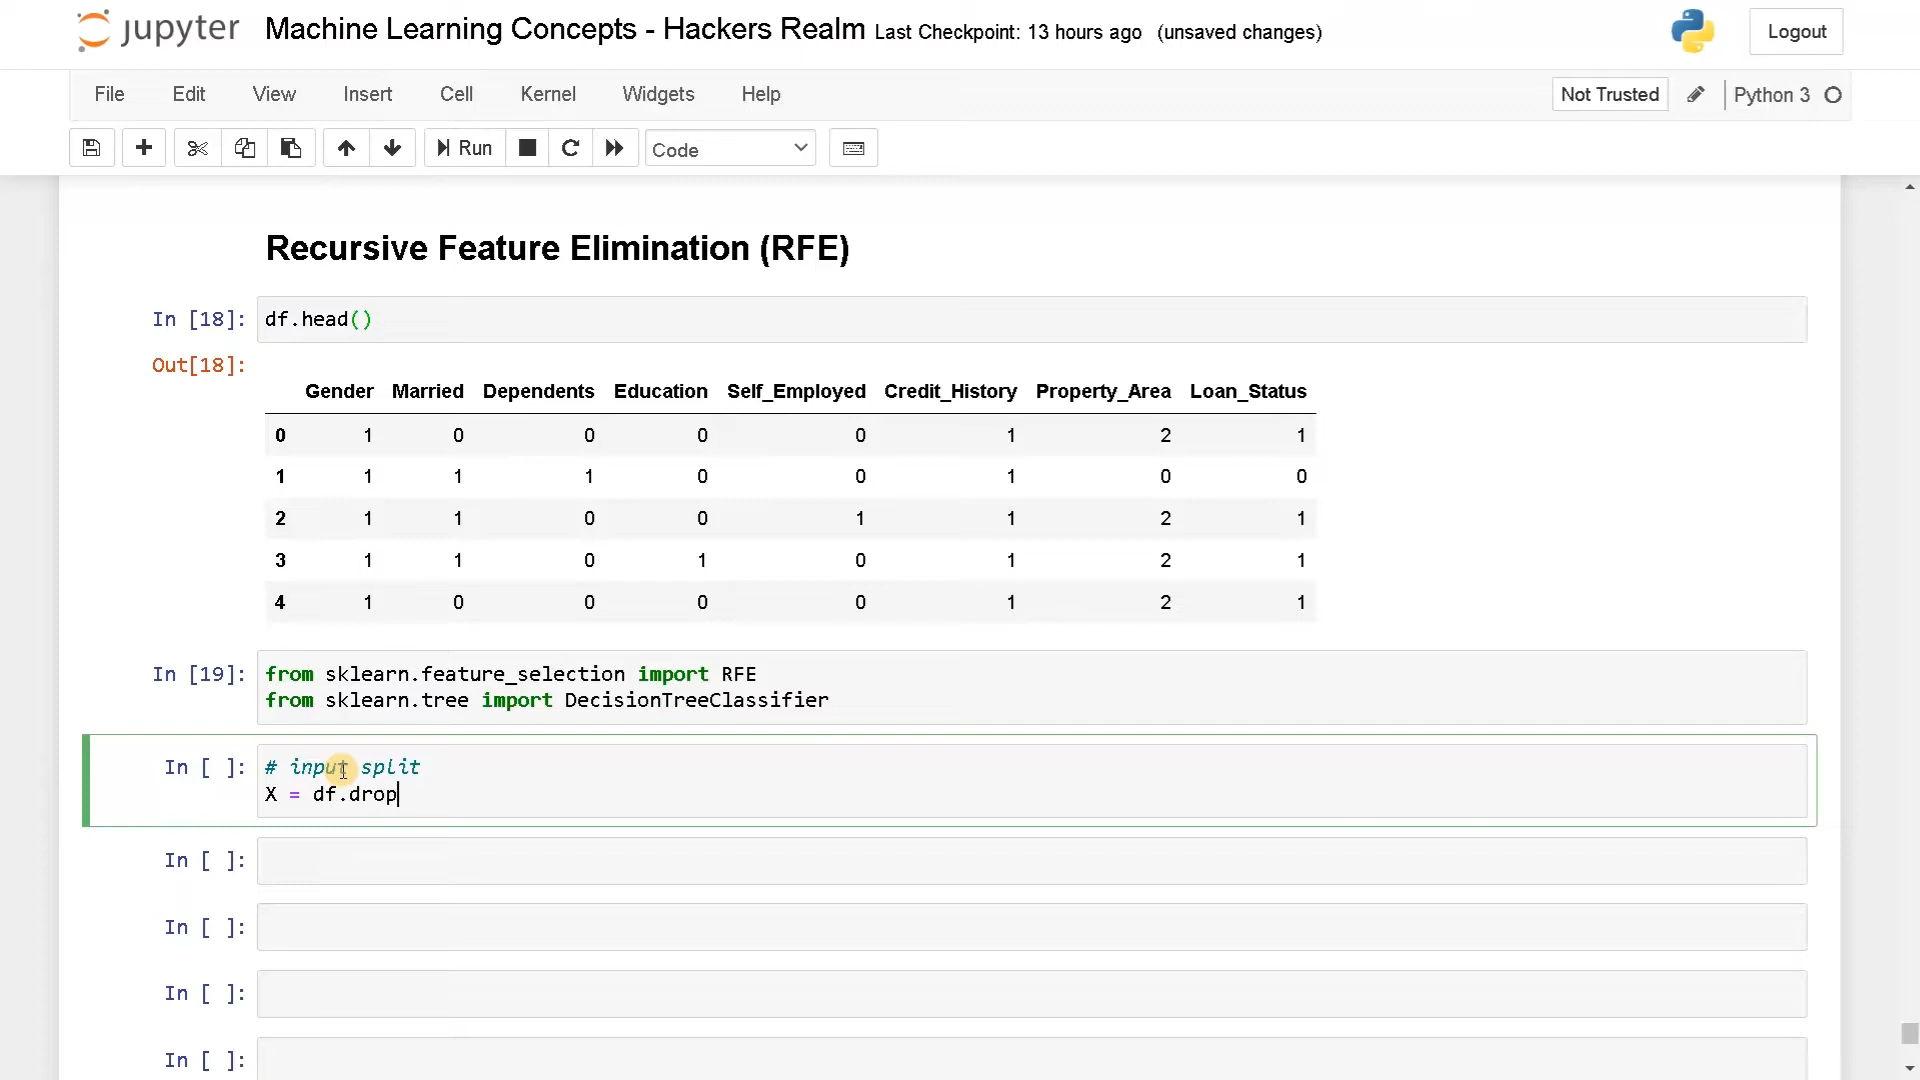 jupyter Machine Learning Concepts - Hackers Realm Last Checkpoint: 13 hours ago (unsaved changes) Logout
File Edit View Insert Cell Kernel Widgets Help Not Trusted Python 3
Run Code
Recursive Feature Elimination (RFE)
In [18]: df.head()
Out[18]:
Gender Married Dependents Education Self_Employed Credit_History Property_Area Loan_Status
0 1 0 0 0 0 1 2 1
1 1 1 1 0 0 1 0 0
2 1 1 0 0 1 1 2 1
3 1 1 0 1 0 1 2 1
4 1 0 0 0 0 1 2 1
In [19]: from sklearn.feature_selection import RFE
from sklearn.tree import DecisionTreeClassifier
In [ ]: # input split
X = df.drop
In [ ]:
In [ ]:
In [ ]:
In [ ]: